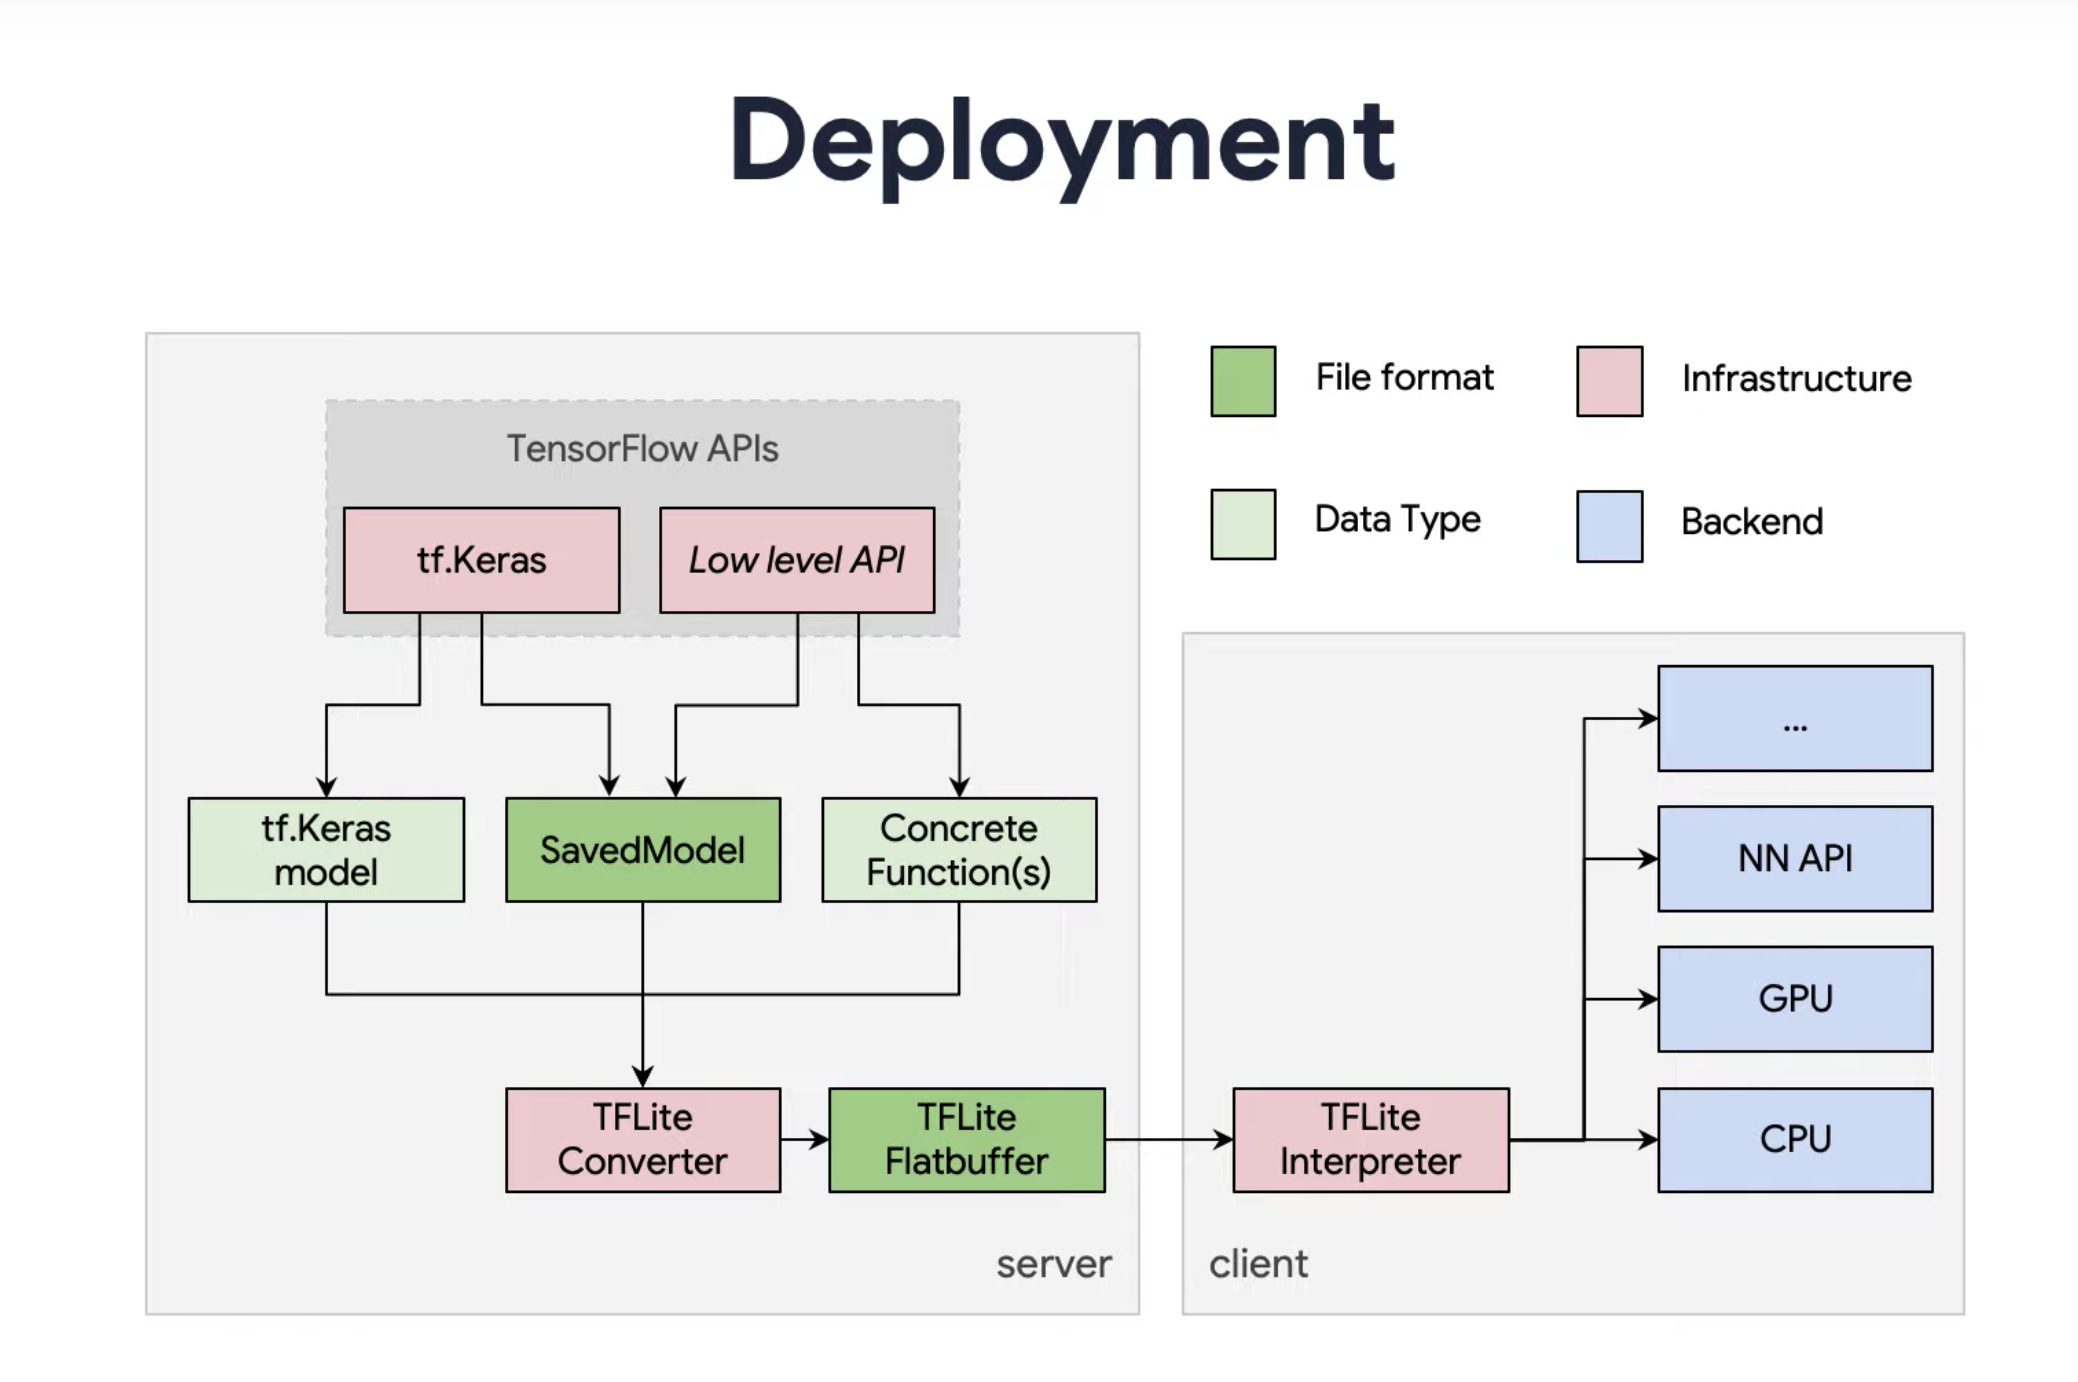 Deployment
File format
Infrastructure
Data Type
Backend
TensorFlow APIs
tf.Keras
Low level API
tf.Keras
model
SavedModel
Concrete
Function(s)
TFLite
Converter
TFLite
Flatbuffer
server
TFLite
Interpreter
...
NN API
GPU
CPU
client